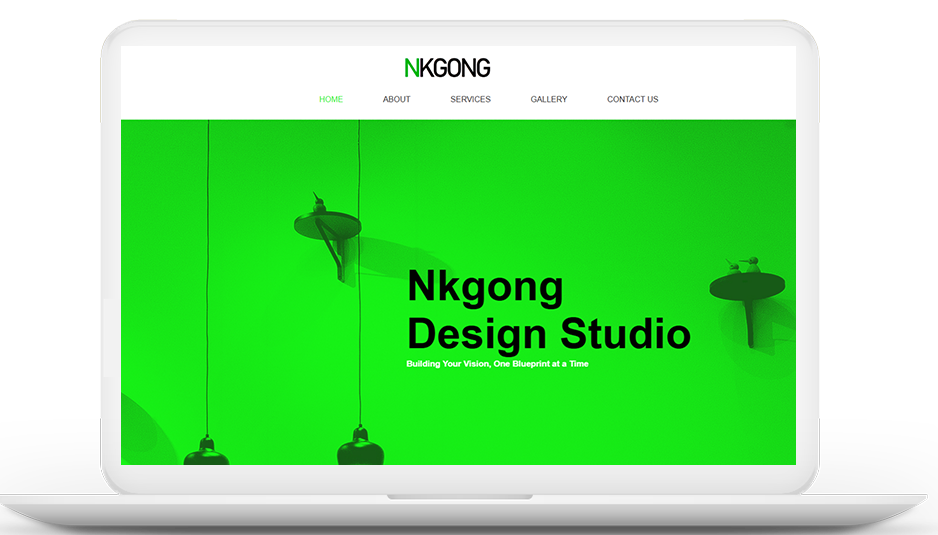 NKGONG
HOME ABOUT SERVICES GALLERY CONTACT US
Nkgong
Design Studio
Building Your Vision, One Blueprint at a Time